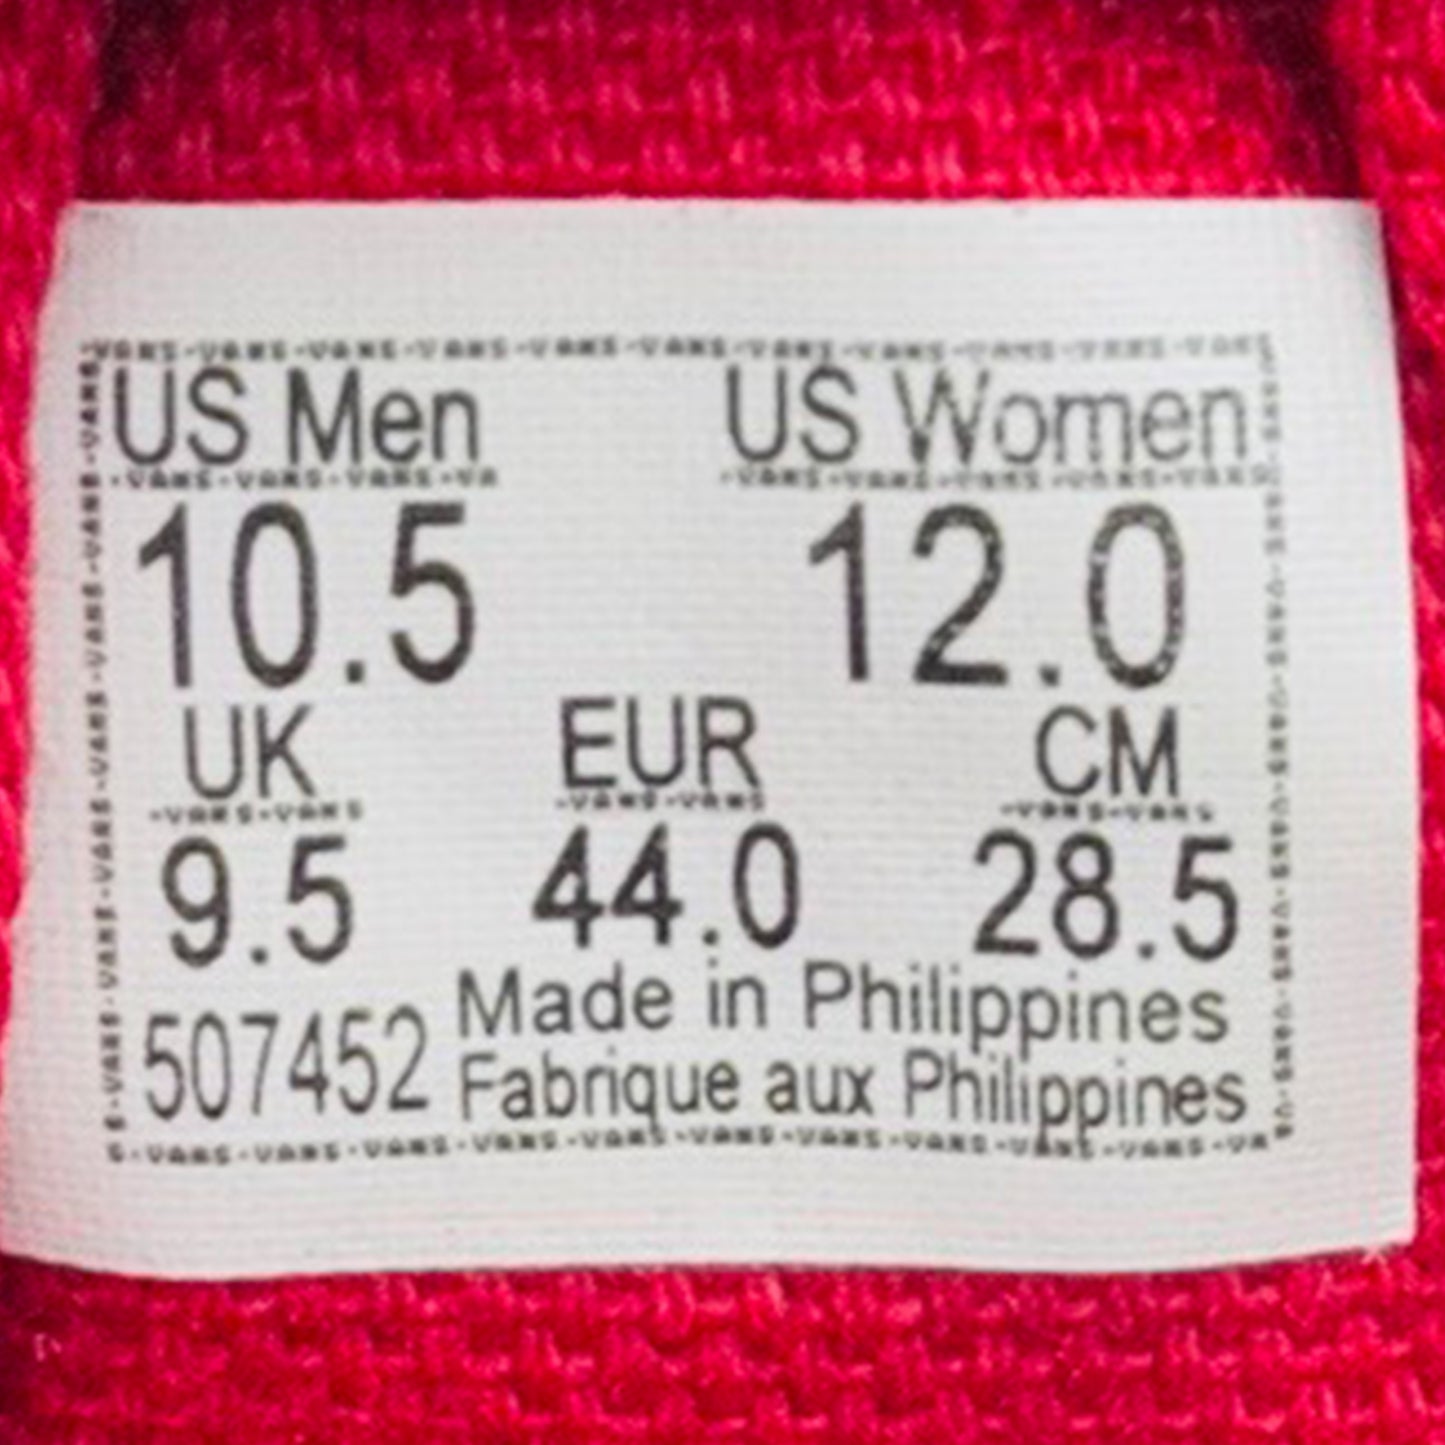 US Men US Women
10.5 12.0
UK EUR CM
9.5 44.0 28.5
507452 Made in Philippines
Fabrique aux Philippines